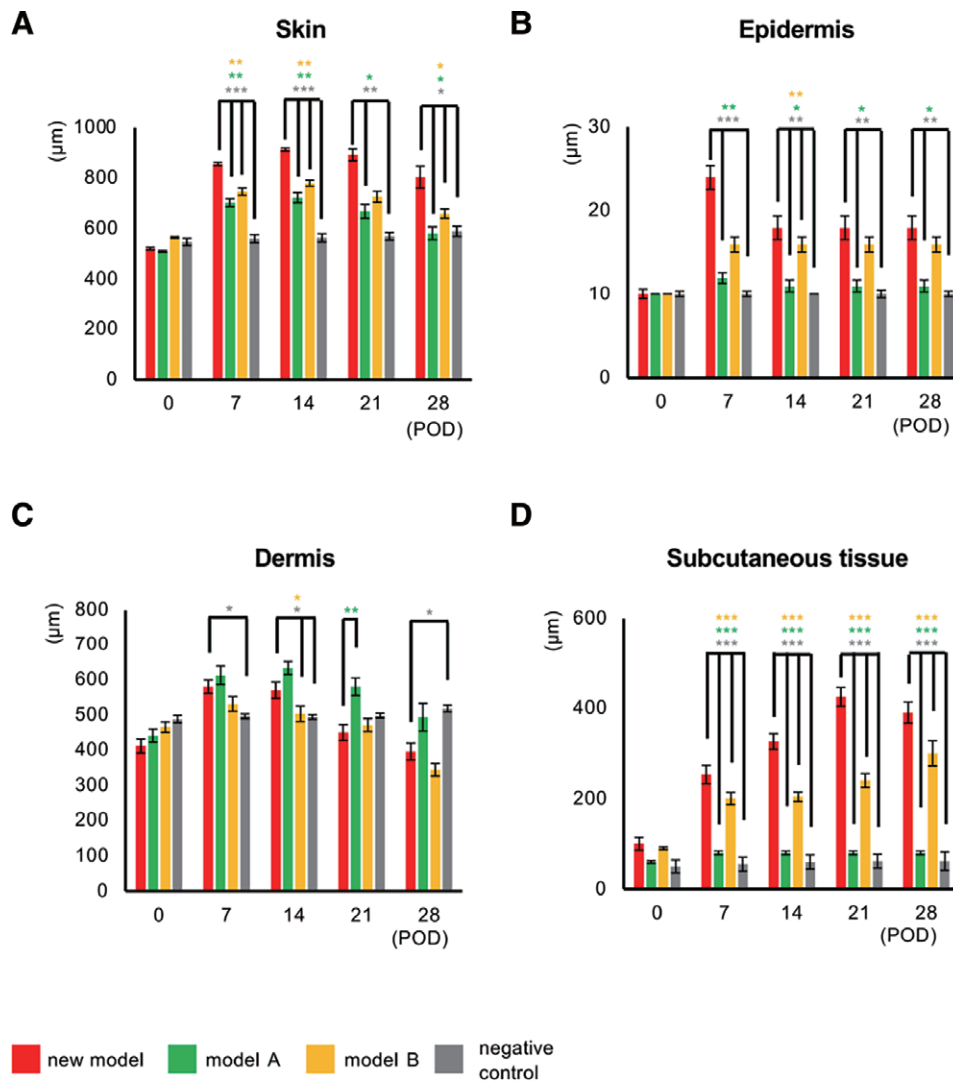 A
Skin
** ** * 
** ** * *
*** *** ** *
(µm)
1000
800
600
400
200
0
0 7 14 21 28
(POD)
B
Epidermis
**
** * * *
*** ** ** **
(µm)
30
20
10
0
0 7 14 21 28
(POD)
C
Dermis
*
* * ** *
(µm)
800
700
600
500
400
300
200
100
0
0 7 14 21 28
(POD)
D
Subcutaneous tissue
*** *** *** ***
*** *** *** ***
*** *** *** ***
(µm)
600
400
200
0
0 7 14 21 28
(POD)
new model
model A
model B
negative
control